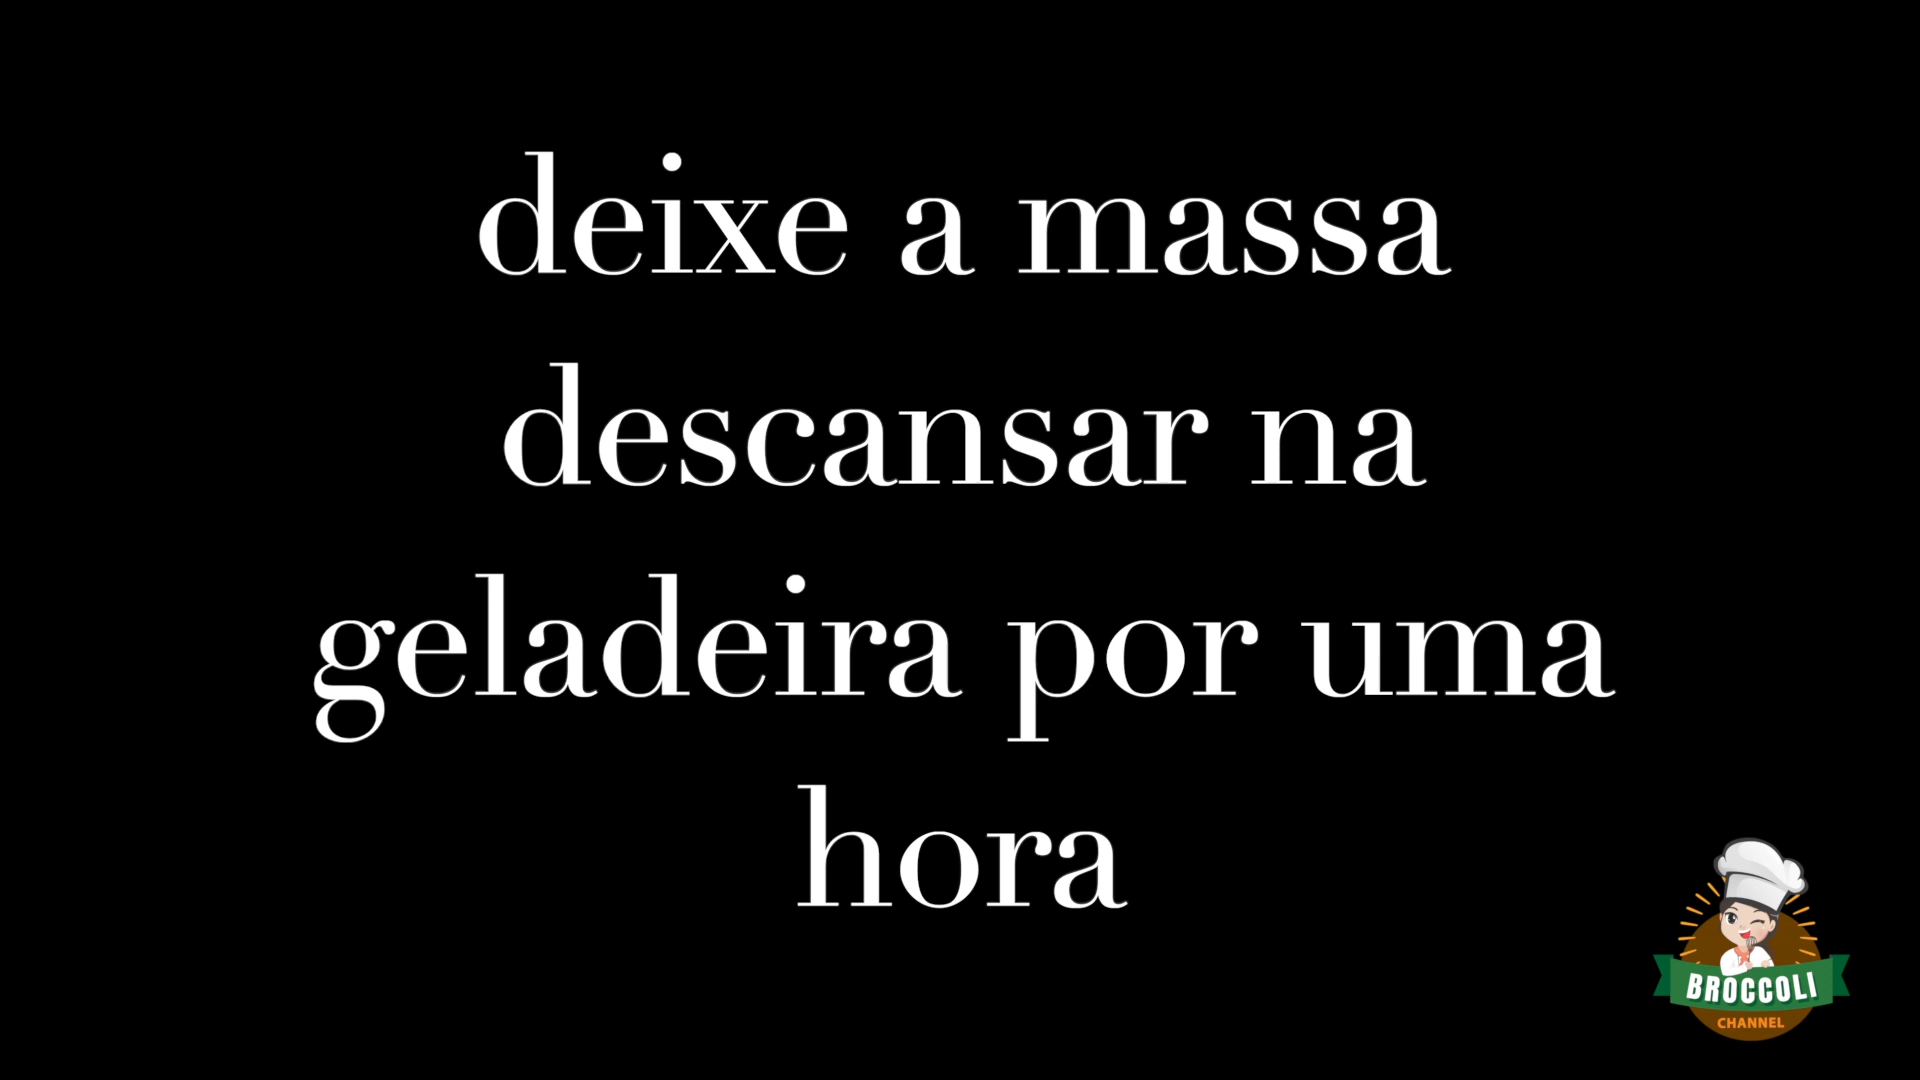 deixe a massa
descansar na
geladeira por uma
hora
BROCCOLI
CHANNEL